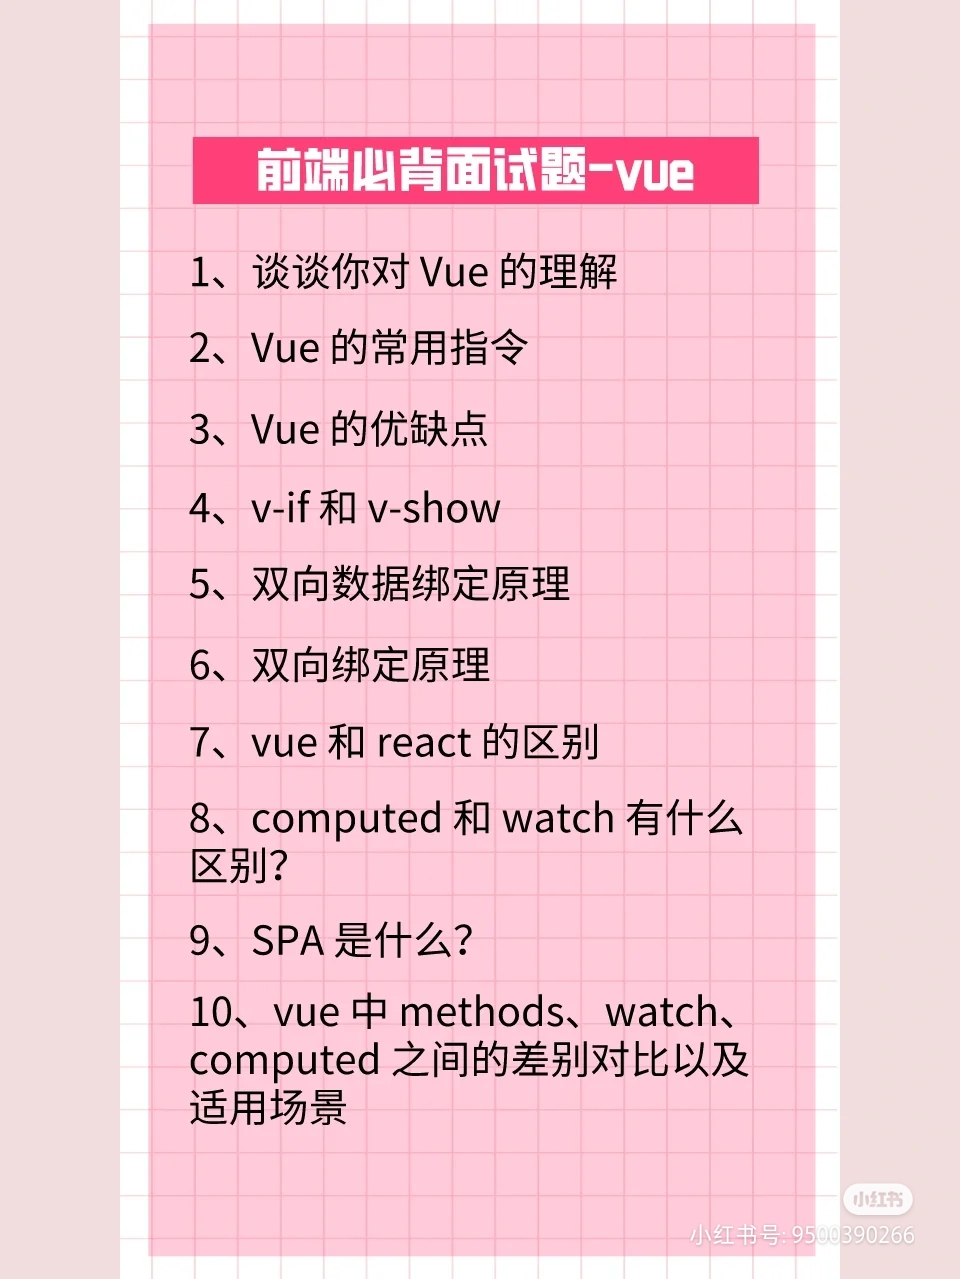 前端必背面试题-vue
1、谈谈你对 Vue 的理解
2、Vue 的常用指令
3、Vue 的优缺点
4、v-if 和 v-show
5、双向数据绑定原理
6、双向绑定原理
7、vue 和 react 的区别
8、computed 和 watch 有什么
区别？
9、SPA 是什么？
10、vue 中 methods、watch、
computed 之间的差别对比以及
适用场景
小红书
小红书号: 9500390266